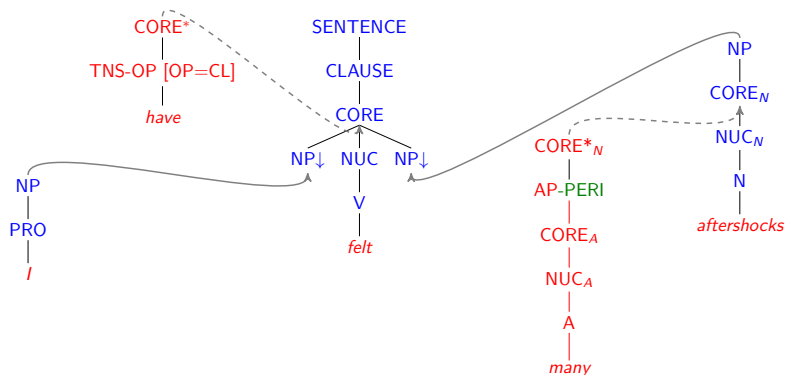 CORE* SENTENCE
NP
TNS-OP [OP=CL] CLAUSE
CORE_N
have CORE
NUC_N
CORE*_N
NP↓ NUC NP↓
N
NP AP-PERI
V
aftershocks
PRO CORE_A
felt
I NUC_A
A
many